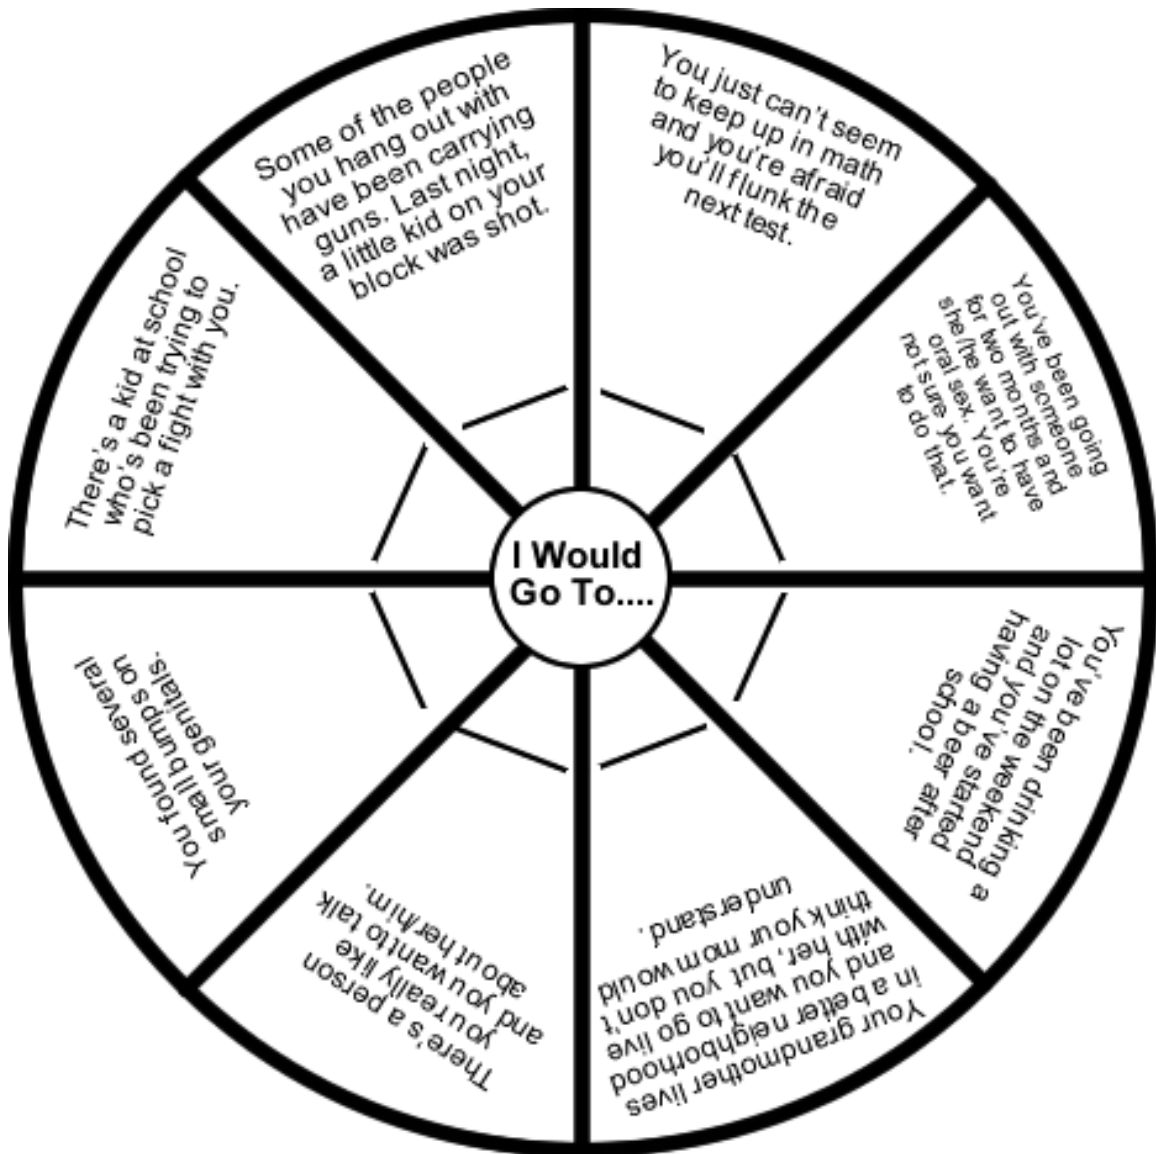 Some of the people
you hang out with
have been carrying
guns. Last night,
a little kid on your
block was shot.
You just can't seem
to keep up in math
and you're afraid
you'll flunk the
next test.
You've been going
out with someone
for two months and
she/he want to have
oral sex. You're
not sure you want
to do that.
You've been drinking a
lot on the weekend
and you've started
having a beer after
school.
Your grandmother lives
in a better neighborhood
and you want to go live
with her, but you don't
think your mom would
understand.
There's a person
you really like
and you want to talk
about her/him.
You found several
small bumps on
your genitals.
There's a kid at school
who's been trying to
pick a fight with you.
I Would
Go To....